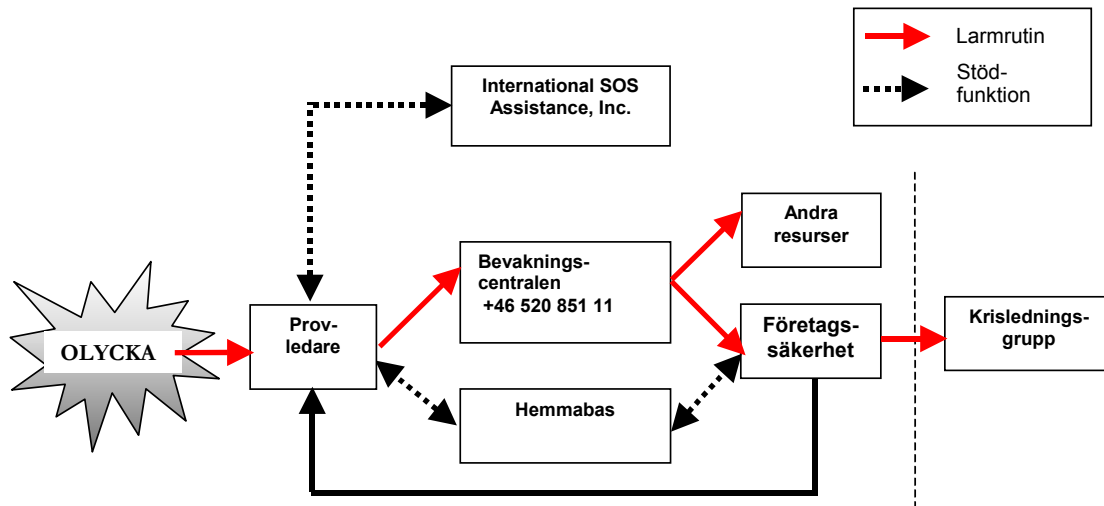 Larmrutin
Stöd-
funktion
International SOS
Assistance, Inc.
Andra
resurser
Bevaknings-
centralen
+46 520 851 11
OLYCKA
Prov-
ledare
Företags-
säkerhet
Krislednings-
grupp
Hemmabas